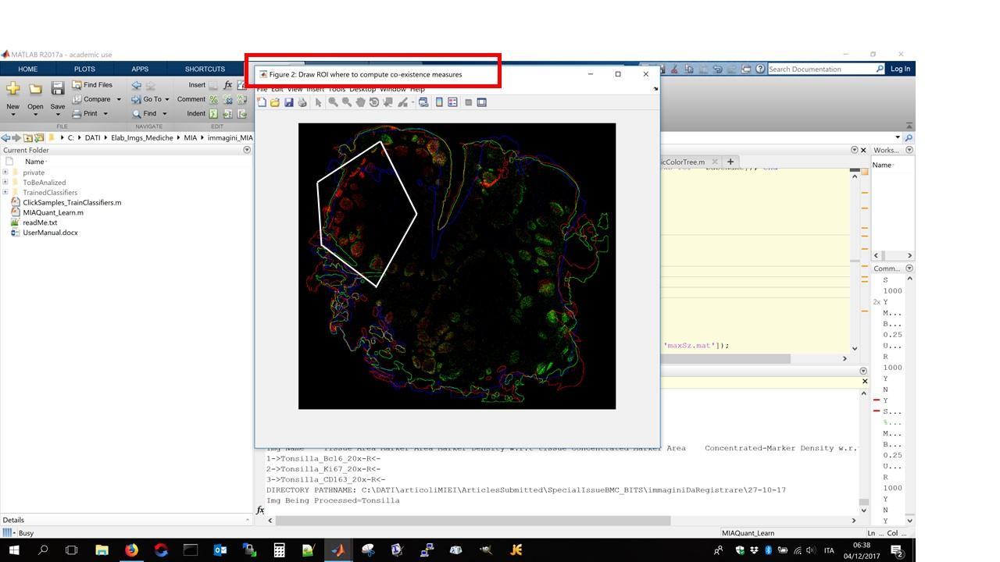 MATLAB R2017a - academic use
Figure 2: Draw ROI where to compute co-existence measures
HOME PLOTS APPS SHORTCUTS
Search Documentation Log In
File Edit View Insert Tools Desktop Window Help
New Open Save
Find Files
Compare
Print
Go To
Find
Insert fx
Comment
Indent
FILE NAVIGATE EDIT
C: DATI Elab_Imgs_Mediche MIA immagini_MIA
Current Folder
Name
private
ToBeAnalized
TrainedClassifiers
ClickSamples_TrainClassifiers.m
MIAQuant_Learn.m
readMe.txt
UserManual.docx
Details
Busy
icColorTree.m
'maxSz.mat']);
Works...
Name
Comm...
S
1000
2x Y
M...
B...
0.25
U...
R
1000
Y
N
Y
S...
%...
M...
B...
0.25
U...
R
1000
Y
N
Y
Img Name Tissue Area Marker Area Marker Density w.r.t tissue Concentrated Marker Area Concentrated-Marker Density w.r.
1->Tonsilla_Bcl6_20x-R<-
2->Tonsilla_Ki67_20x-R<-
3->Tonsilla_CD163_20x-R<-
DIRECTORY PATHNAME: C:\DATI\articoliMIEI\ArticlesSubmitted\SpecialIssueBMC_BITS\immaginiDaRegistrare\27-10-17
Img Being Processed=Tonsilla
fx
MIAQuant_Learn
Ln ... Col ...
ITA
06:38
04/12/2017
2